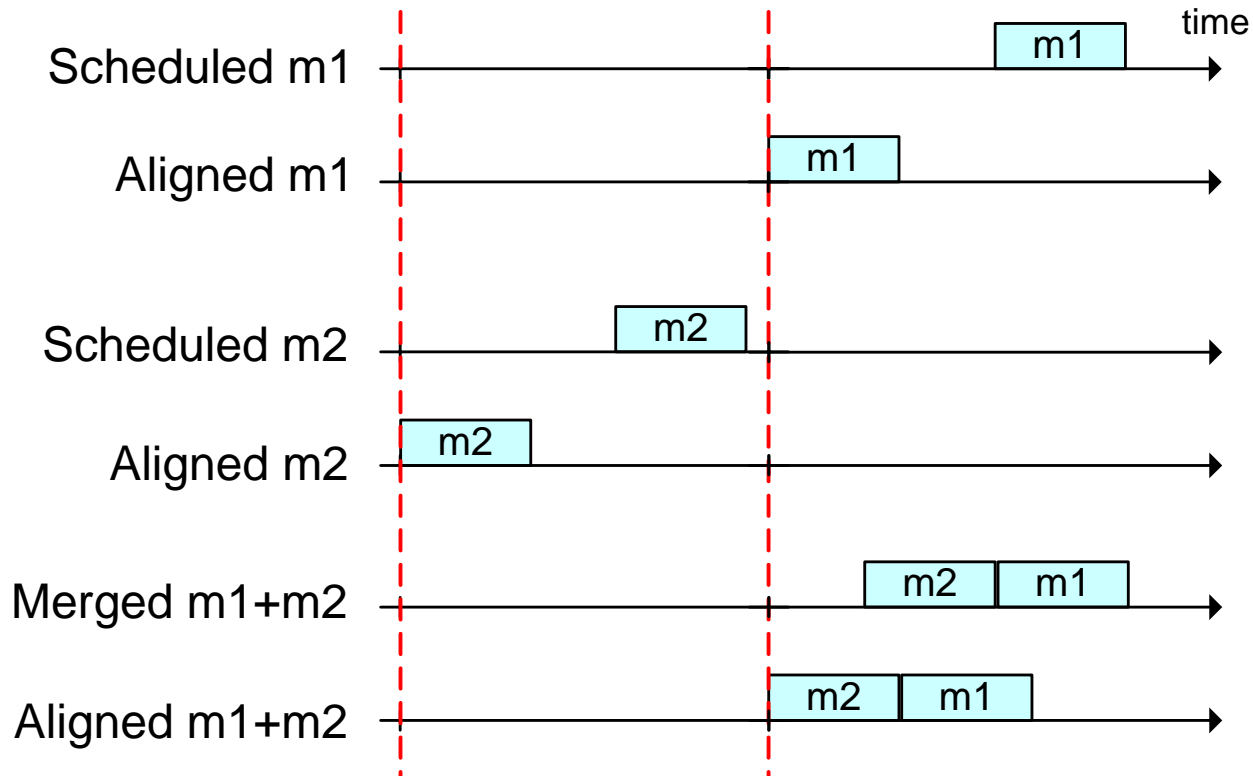 time
Scheduled m1
m1
Aligned m1
m1
Scheduled m2
m2
Aligned m2
m2
Merged m1+m2
m2 m1
Aligned m1+m2
m2 m1